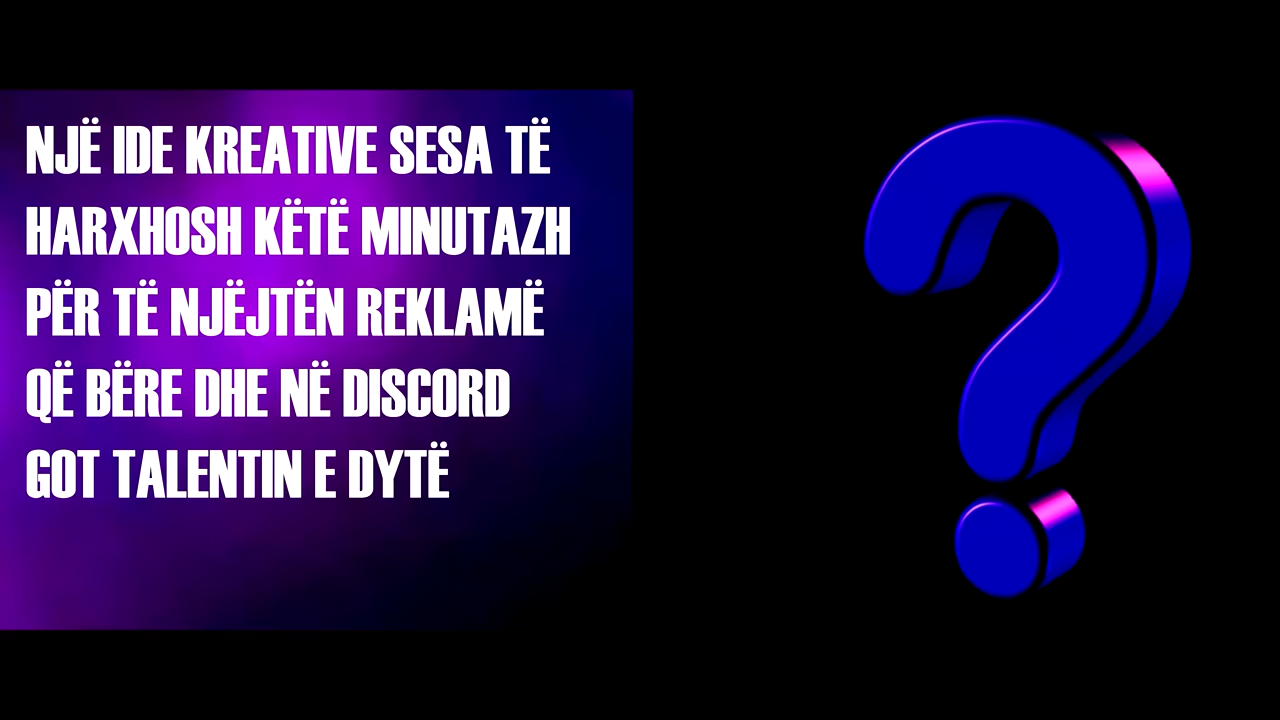 NJË IDE KREATIVE SESA TË
HARXHOSH KËTË MINUTAZH
PËR TË NJËJTËN REKLAMË
QË BËRE DHE NË DISCORD
GOT TALENTIN E DYTË
?